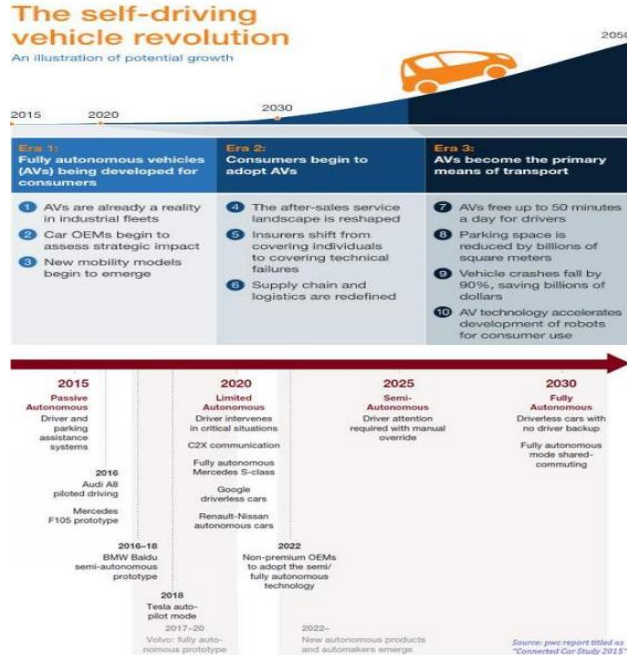 The self-driving
vehicle revolution
An illustration of potential growth
2015
2020
2030
2050
Era 1:
Fully autonomous vehicles
(AVs) being developed for
consumers
1 AVs are already a reality
in industrial fleets
2 Car OEMs begin to
assess strategic impact
3 New mobility models
begin to emerge
Era 2:
Consumers begin to
adopt AVs
4 The after-sales service
landscape is reshaped
5 Insurers shift from
covering individuals
to covering technical
failures
6 Supply chain and
logistics are redefined
Era 3:
AVs become the primary
means of transport
7 AVs free up to 50 minutes
a day for drivers
8 Parking space is
reduced by billions of
square meters
9 Vehicle crashes fall by
90%, saving billions of
dollars
10 AV technology accelerates
development of robots
for consumer use
2015
Passive
Autonomous
Driver and
parking
assistance
systems
2016
Audi A8
piloted driving
Mercedes
F105 prototype
2016–18
BMW Baidu
semi-autonomous
prototype
2018
Tesla auto-
pilot mode
2017–20
Volvo: fully auto-
nomous prototype
2020
Limited
Autonomous
Driver intervenes
in critical situations
C2X communication
Fully autonomous
Mercedes S-class
Google
driverless cars
Renault-Nissan
autonomous cars
2022
Non-premium OEMs
to adopt the semi/
fully autonomous
technology
2022–
New autonomous products
and automakers emerge
2025
Semi-
Autonomous
Driver attention
required with manual
override
2030
Fully
Autonomous
Driverless cars with
no driver backup
Fully autonomous
mode shared-
commuting
Source: pwc report titled as
"Connected Car Study 2015"